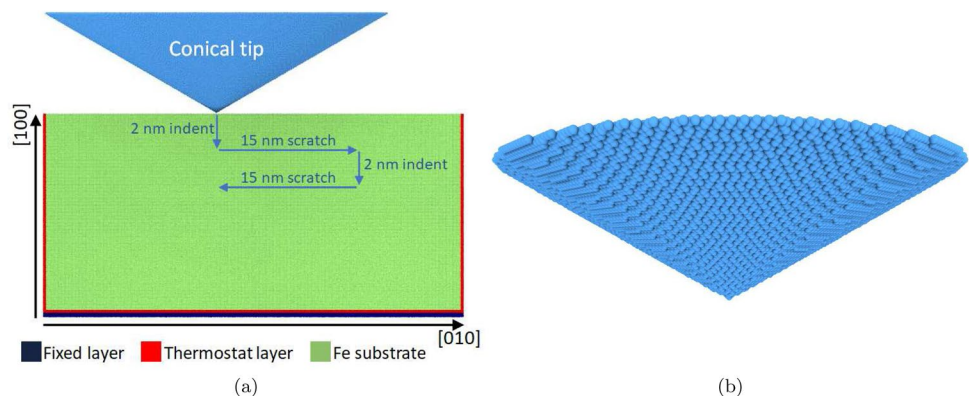 Conical tip
[100]
2 nm indent
15 nm scratch
2 nm indent
15 nm scratch
[010]
Fixed layer
Thermostat layer
Fe substrate
(a)
(b)